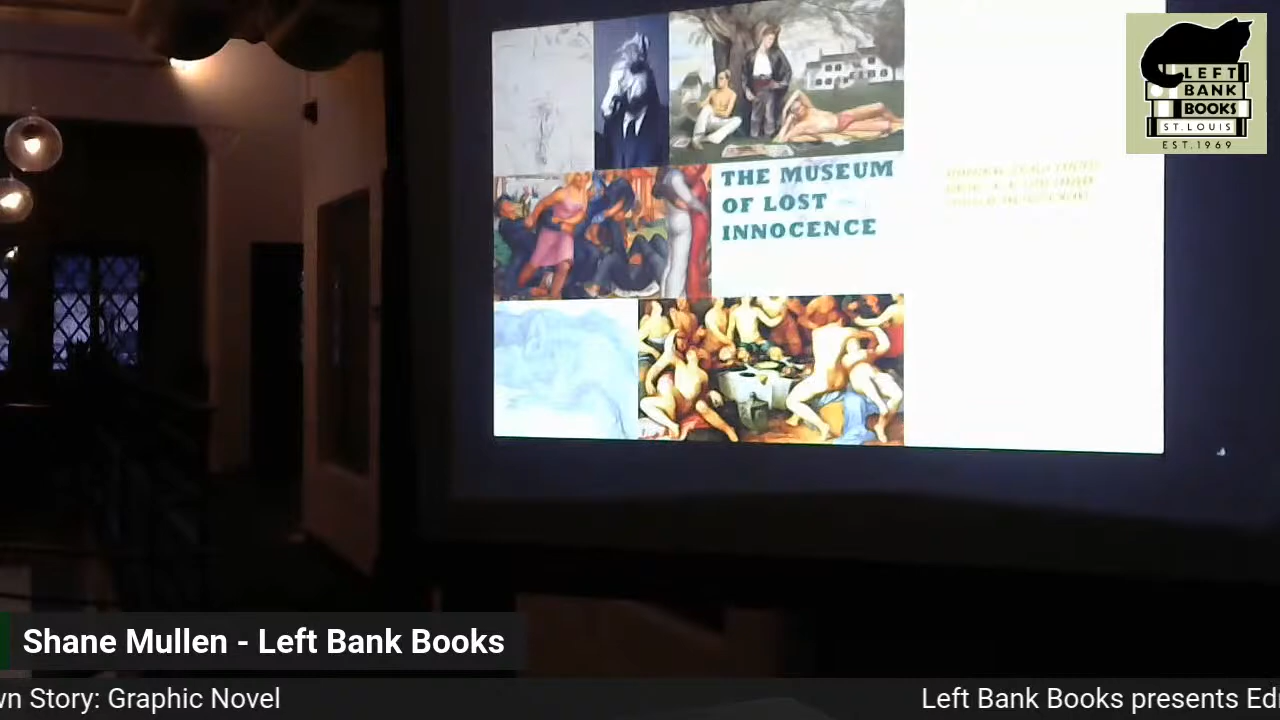 LEFT
BANK
BOOKS
ST. LOUIS
EST. 1969
THE MUSEUM
OF LOST
INNOCENCE
Shane Mullen - Left Bank Books
wn Story: Graphic Novel
Left Bank Books presents Ed